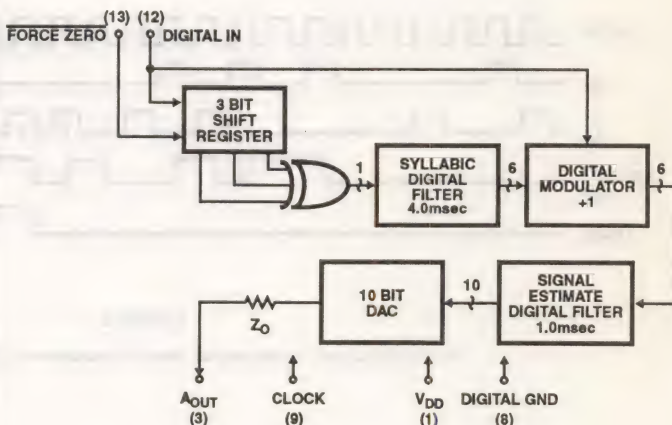 (13) (12)
FORCE ZERO DIGITAL IN
3 BIT
SHIFT
REGISTER
1
SYLLABIC
DIGITAL
FILTER
4.0msec
6
DIGITAL
MODULATOR
+1
6
10 BIT
DAC
10
SIGNAL
ESTIMATE
DIGITAL FILTER
1.0msec
ZO
AOUT
(3)
CLOCK
(9)
VDD
(1)
DIGITAL GND
(8)